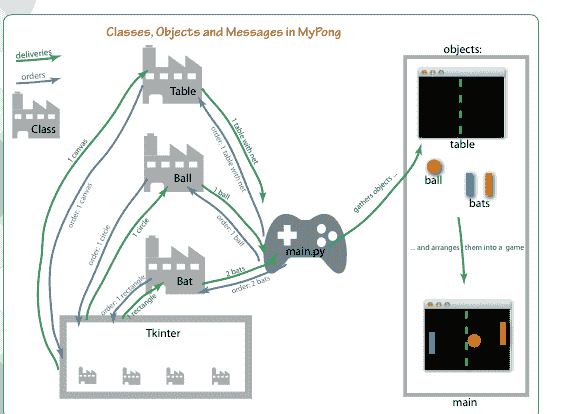 Classes, Objects and Messages in MyPong
deliveries
orders
Class
Table
Ball
Bat
1 canvas
order: 1 canvas
order: 1 circle
1 circle
order: 1 rectangle
1 rectangle
1 table with net
order: 1 table with net
1 ball
order: 1 ball
2 bats
order: 2 bats
main.py
Tkinter
gathers objects ...
objects:
table
ball
bats
... and arranges them into a game
main